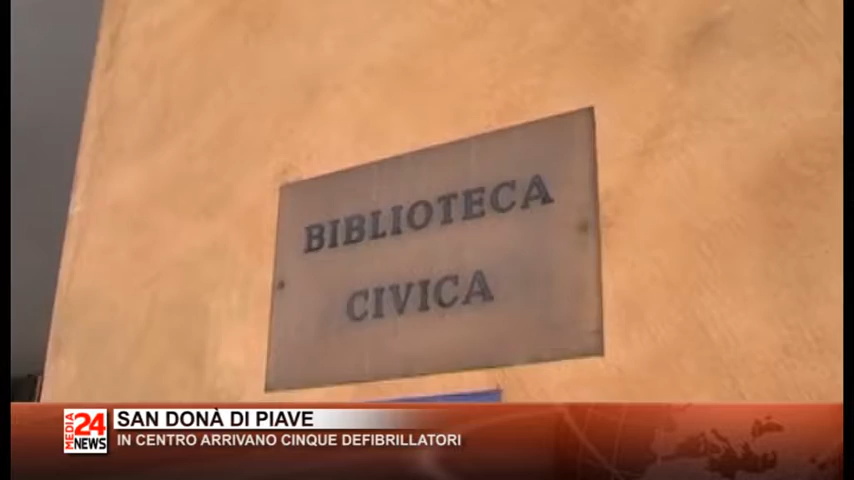 BIBLIOTECA
CIVICA
MEDIA
24
NEWS
SAN DONÀ DI PIAVE
IN CENTRO ARRIVANO CINQUE DEFIBRILLATORI